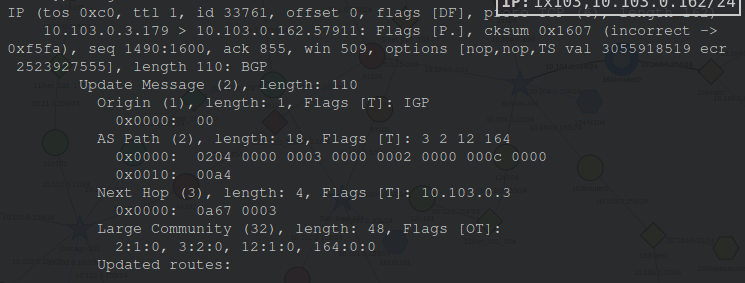 IP:ix103,10.103.0.162/24
IP (tos 0xc0, ttl 1, id 33761, offset 0, flags [DF],
10.103.0.3.179 > 10.103.0.162.57911: Flags [P.], cksum 0x1607 (incorrect ->
0xf5fa), seq 1490:1600, ack 855, win 509, options [nop,nop,TS val 3055918519 ecr
2523927555], length 110: BGP
Update Message (2), length: 110
Origin (1), length: 1, Flags [T]: IGP
0x0000: 00
AS Path (2), length: 18, Flags [T]: 3 2 12 164
0x0000: 0204 0000 0003 0000 0002 0000 000c 0000
0x0010: 00a4
Next Hop (3), length: 4, Flags [T]: 10.103.0.3
0x0000: 0a67 0003
Large Community (32), length: 48, Flags [OT]:
2:1:0, 3:2:0, 12:1:0, 164:0:0
Updated routes: